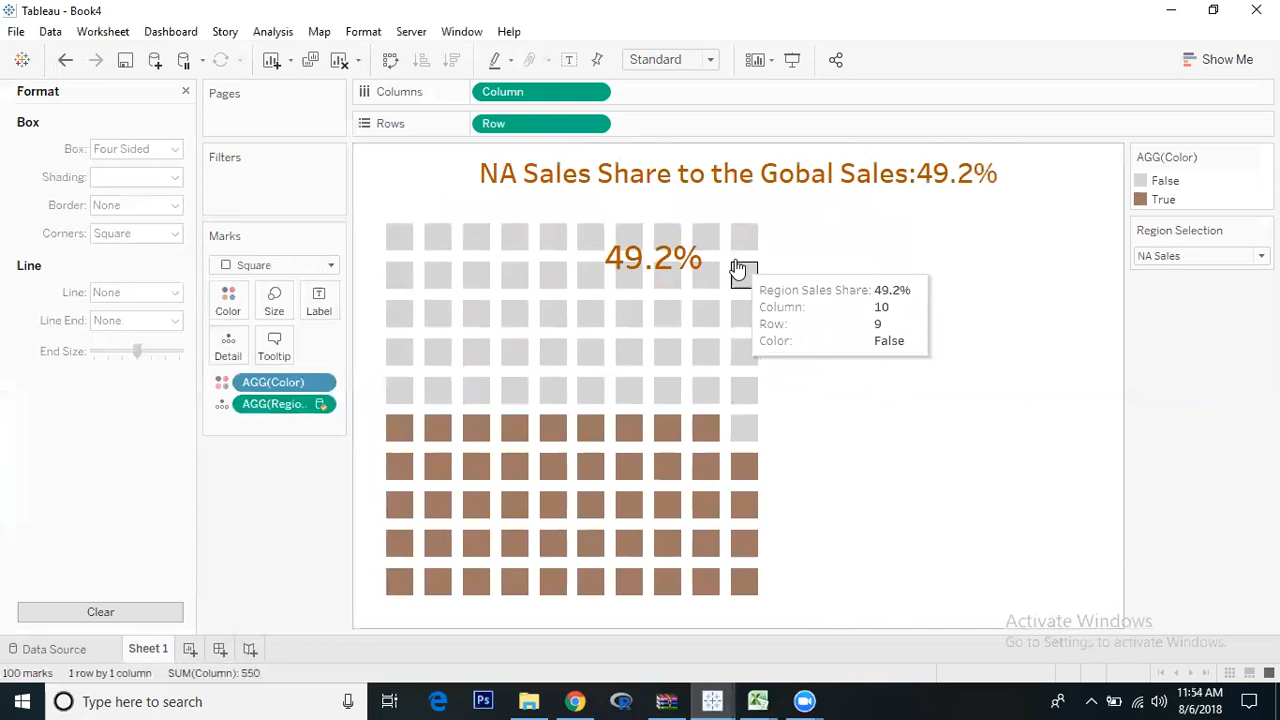 Tableau - Book4
File Data Worksheet Dashboard Story Analysis Map Format Server Window Help
Standard
Show Me
Format
Box
Box: Four Sided
Shading:
Border: None
Corners: Square
Line
Line: None
Line End: None
End Size:
Clear
Pages
Filters
Marks
Square
Color Size Label
Detail Tooltip
AGG(Color)
AGG(Regio..
Columns Column
Rows Row
NA Sales Share to the Gobal Sales:49.2%
49.2%
Region Sales Share: 49.2%
Column: 10
Row: 9
Color: False
AGG(Color)
False
True
Region Selection
NA Sales
Activate Windows
Go to Settings to activate Windows.
Data Source Sheet 1
100 marks 1 row by 1 column SUM(Column): 550
Type here to search
11:54 AM
8/6/2018